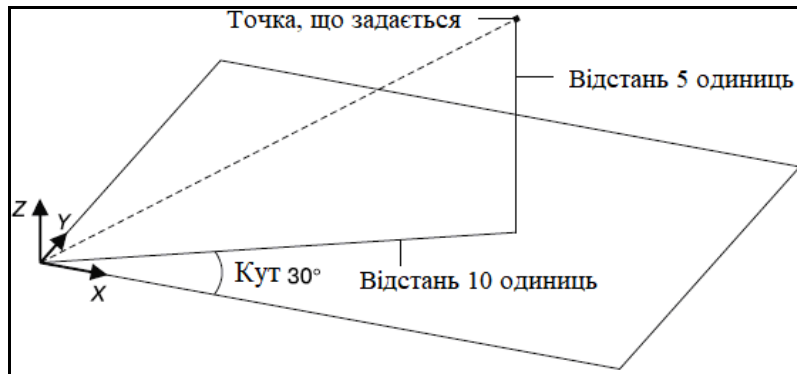 Точка, що задається
Відстань 5 одиниць
Z
Y
X
Кут 30°
Відстань 10 одиниць